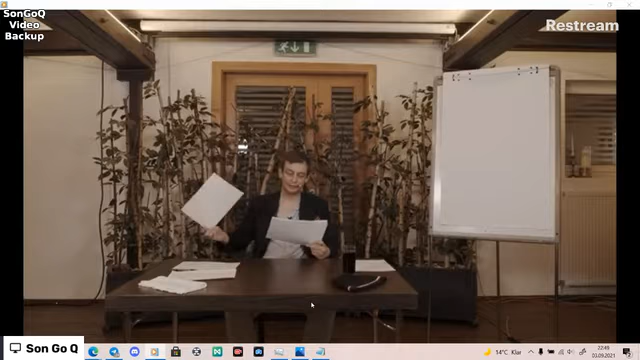 SonGoQ
Video
Backup
Restream
Son Go Q
14°C Klar
22:49
03.09.2021